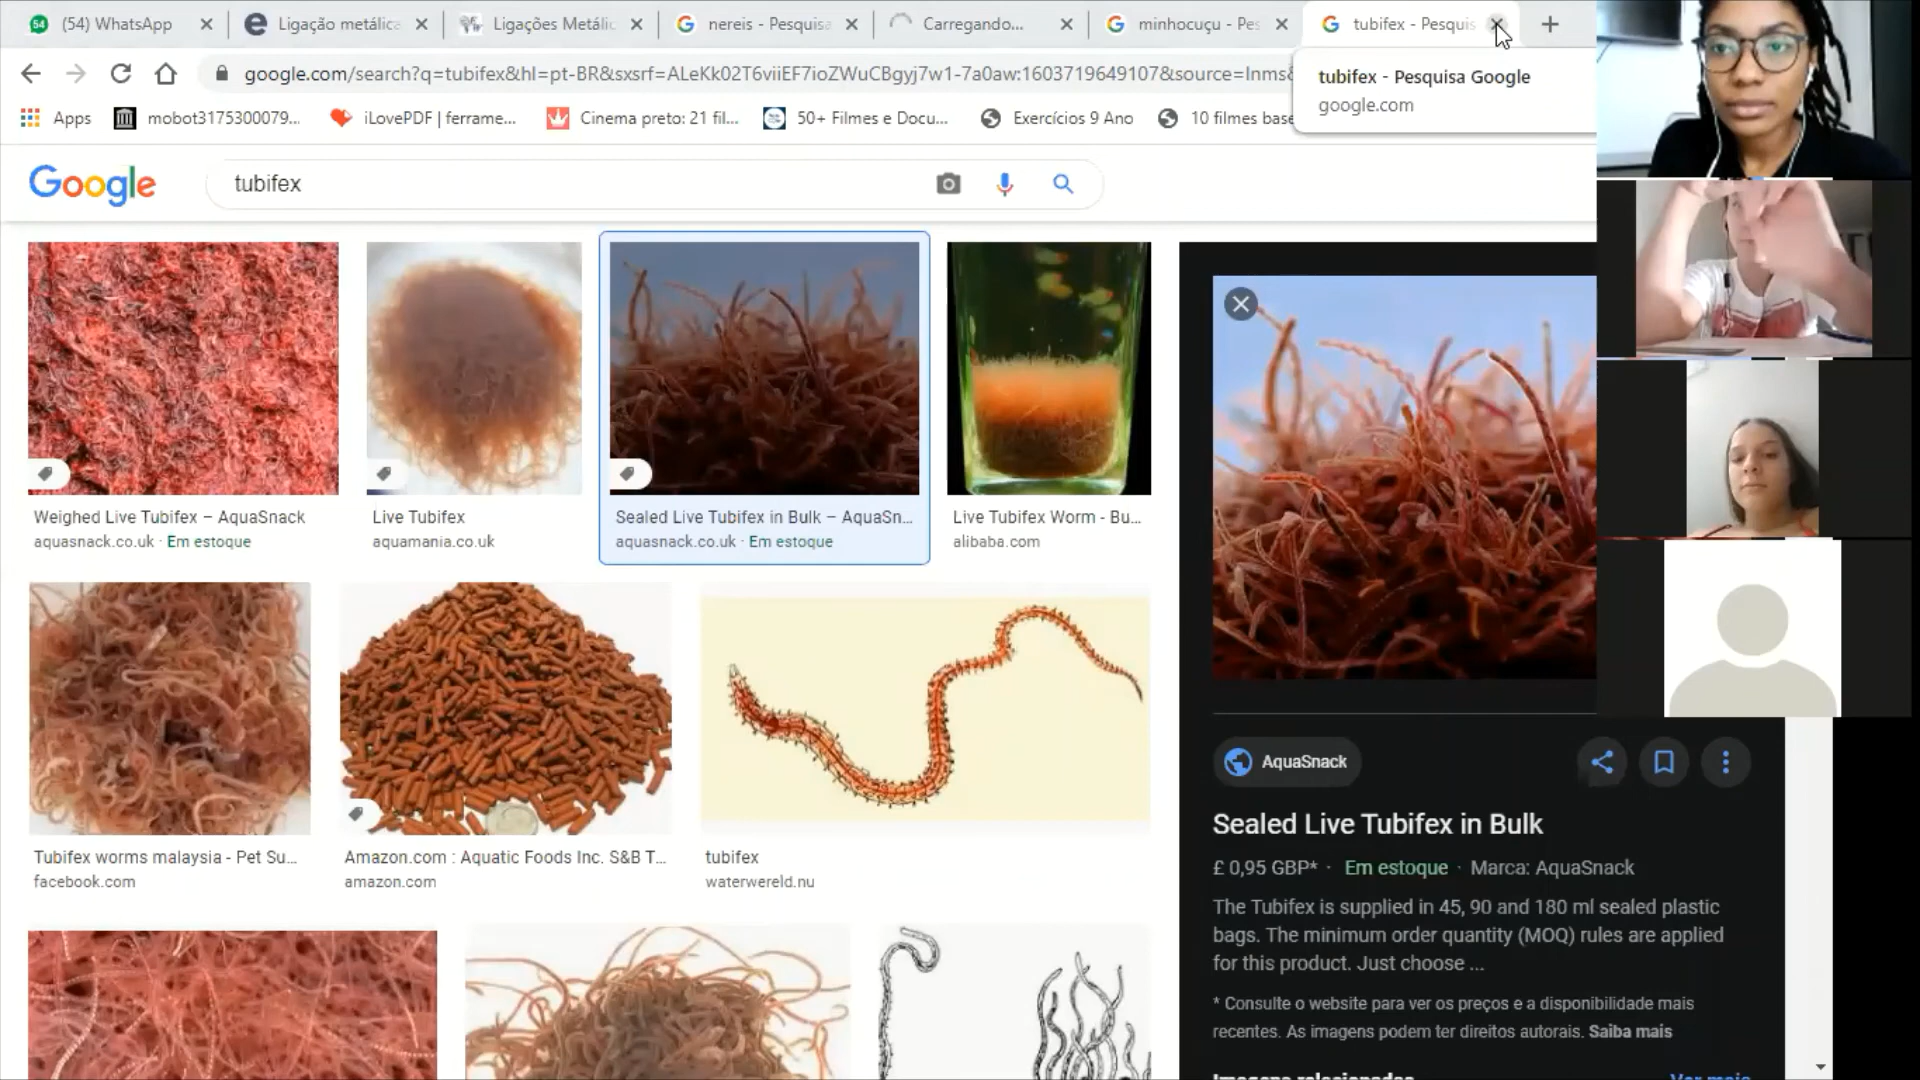 54 (54) WhatsApp
Ligação metálica
Ligações Metálic
nereis - Pesquisa
Carregando...
minhocuçu - Pes
tubifex - Pesquis
google.com/search?q=tubifex&hl=pt-BR&sxsrf=ALeKk02T6viiEF7ioZWuCBgyj7w1-7a0aw:1603719649107&source=lnms&
tubifex - Pesquisa Google
google.com
Apps
mobot3175300079...
iLovePDF | ferrame...
Cinema preto: 21 fil...
50+ Filmes e Docu...
Exercícios 9 Ano
10 filmes base
Google
tubifex
Weighed Live Tubifex – AquaSnack
aquasnack.co.uk · Em estoque
Live Tubifex
aquamania.co.uk
Sealed Live Tubifex in Bulk – AquaSn...
aquasnack.co.uk · Em estoque
Live Tubifex Worm - Bu...
alibaba.com
Tubifex worms malaysia - Pet Su...
facebook.com
Amazon.com : Aquatic Foods Inc. S&B T...
amazon.com
tubifex
waterwereld.nu
AquaSnack
Sealed Live Tubifex in Bulk
£ 0,95 GBP* · Em estoque · Marca: AquaSnack
The Tubifex is supplied in 45, 90 and 180 ml sealed plastic
bags. The minimum order quantity (MOQ) rules are applied
for this product. Just choose ...
* Consulte o website para ver os preços e a disponibilidade mais
recentes. As imagens podem ter direitos autorais. Saiba mais
Imagens relacionadas
Ver mais